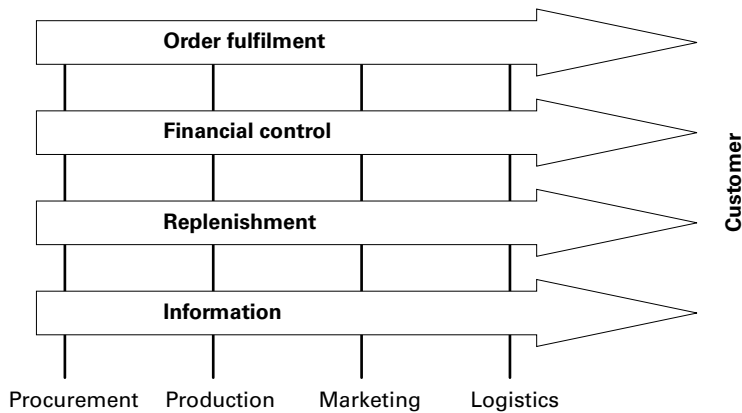 Order fulfilment
Financial control
Customer
Replenishment
Information
Procurement Production Marketing Logistics